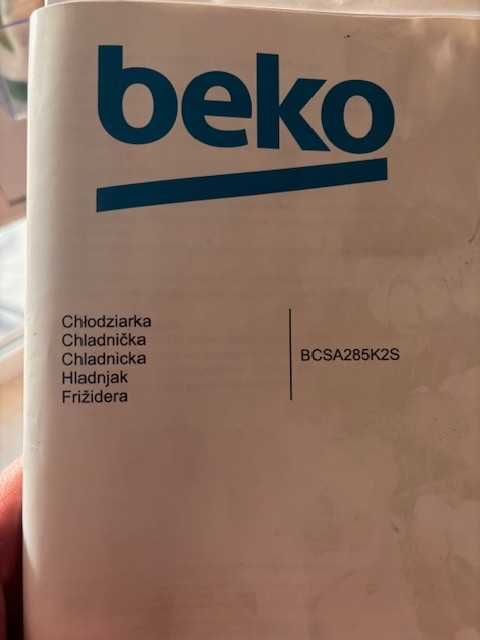 beko
Chłodziarka
Chladnička
Chladnicka
Hladnjak
Frižidera
BCSA285K2S